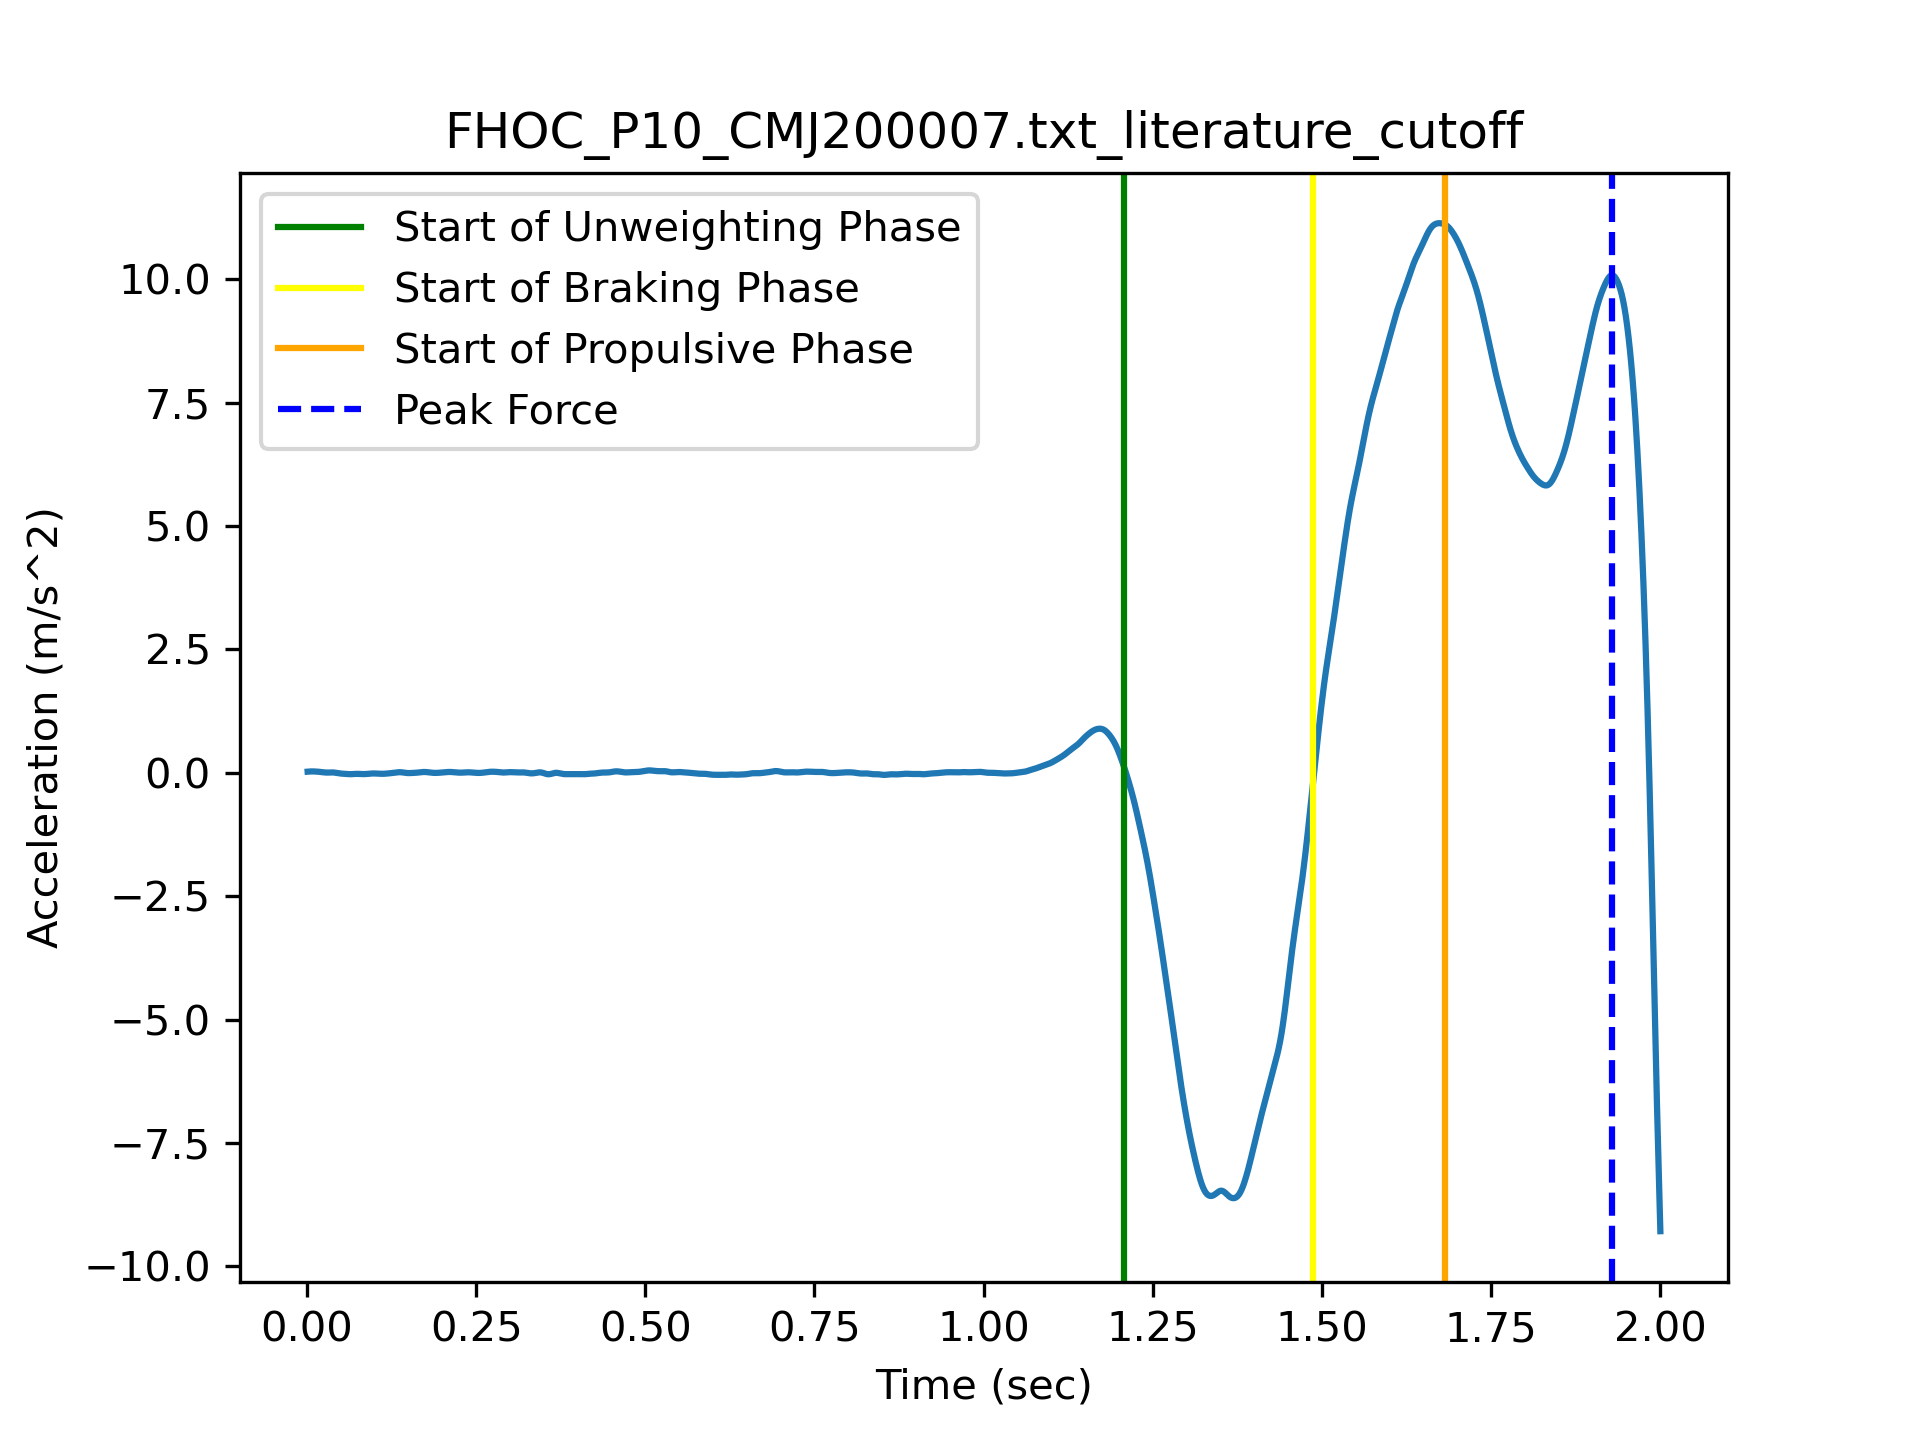 FHOC_P10_CMJ200007.txt_literature_cutoff
Start of Unweighting Phase
Start of Braking Phase
Start of Propulsive Phase
Peak Force
10.0
7.5
5.0
2.5
0.0
−2.5
−5.0
−7.5
−10.0
Acceleration (m/s^2)
0.00 0.25 0.50 0.75 1.00 1.25 1.50 1.75 2.00
Time (sec)